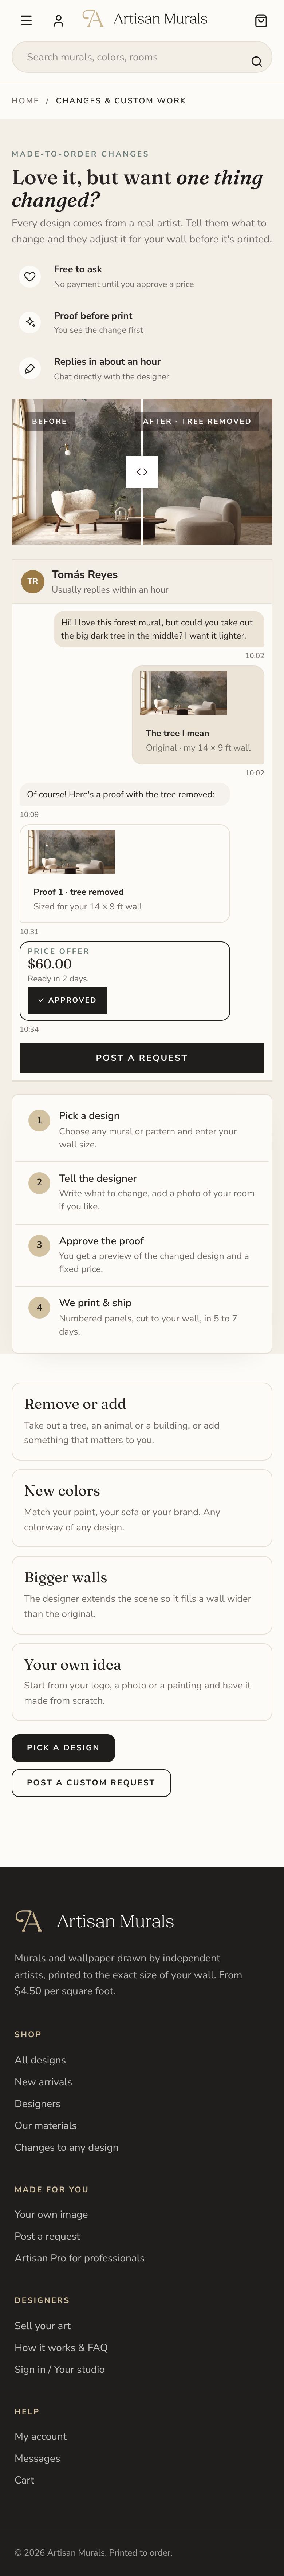 Artisan Murals
Search murals, colors, rooms
HOME / CHANGES & CUSTOM WORK
MADE-TO-ORDER CHANGES
Love it, but want one thing
changed?
Every design comes from a real artist. Tell them what to
change and they adjust it for your wall before it's printed.
Free to ask
No payment until you approve a price
Proof before print
You see the change first
Replies in about an hour
Chat directly with the designer
BEFORE
AFTER · TREE REMOVED
TR
Tomás Reyes
Usually replies within an hour
Hi! I love this forest mural, but could you take out
the big dark tree in the middle? I want it lighter.
10:02
The tree I mean
Original · my 14 × 9 ft wall
10:02
Of course! Here's a proof with the tree removed:
10:09
Proof 1 · tree removed
Sized for your 14 × 9 ft wall
10:31
PRICE OFFER
$60.00
Ready in 2 days.
✓ APPROVED
10:34
POST A REQUEST
1
Pick a design
Choose any mural or pattern and enter your
wall size.
2
Tell the designer
Write what to change, add a photo of your room
if you like.
3
Approve the proof
You get a preview of the changed design and a
fixed price.
4
We print & ship
Numbered panels, cut to your wall, in 5 to 7
days.
Remove or add
Take out a tree, an animal or a building, or add
something that matters to you.
New colors
Match your paint, your sofa or your brand. Any
colorway of any design.
Bigger walls
The designer extends the scene so it fills a wall wider
than the original.
Your own idea
Start from your logo, a photo or a painting and have it
made from scratch.
PICK A DESIGN
POST A CUSTOM REQUEST
Artisan Murals
Murals and wallpaper drawn by independent
artists, printed to the exact size of your wall. From
$4.50 per square foot.
SHOP
All designs
New arrivals
Designers
Our materials
Changes to any design
MADE FOR YOU
Your own image
Post a request
Artisan Pro for professionals
DESIGNERS
Sell your art
How it works & FAQ
Sign in / Your studio
HELP
My account
Messages
Cart
© 2026 Artisan Murals. Printed to order.